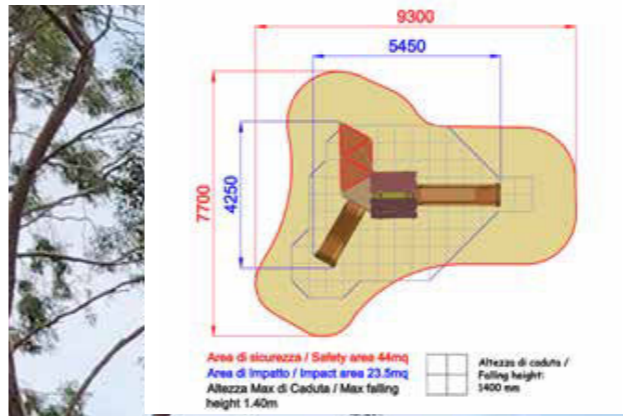 9300
5450
7700
4250
Area di sicurezza / Safety area 44mq
Area di Impatto / Impact area 23.5mq
Altezza Max di Caduta / Max falling
height 1.40m
Altezza di caduta /
Falling height:
1400 mm